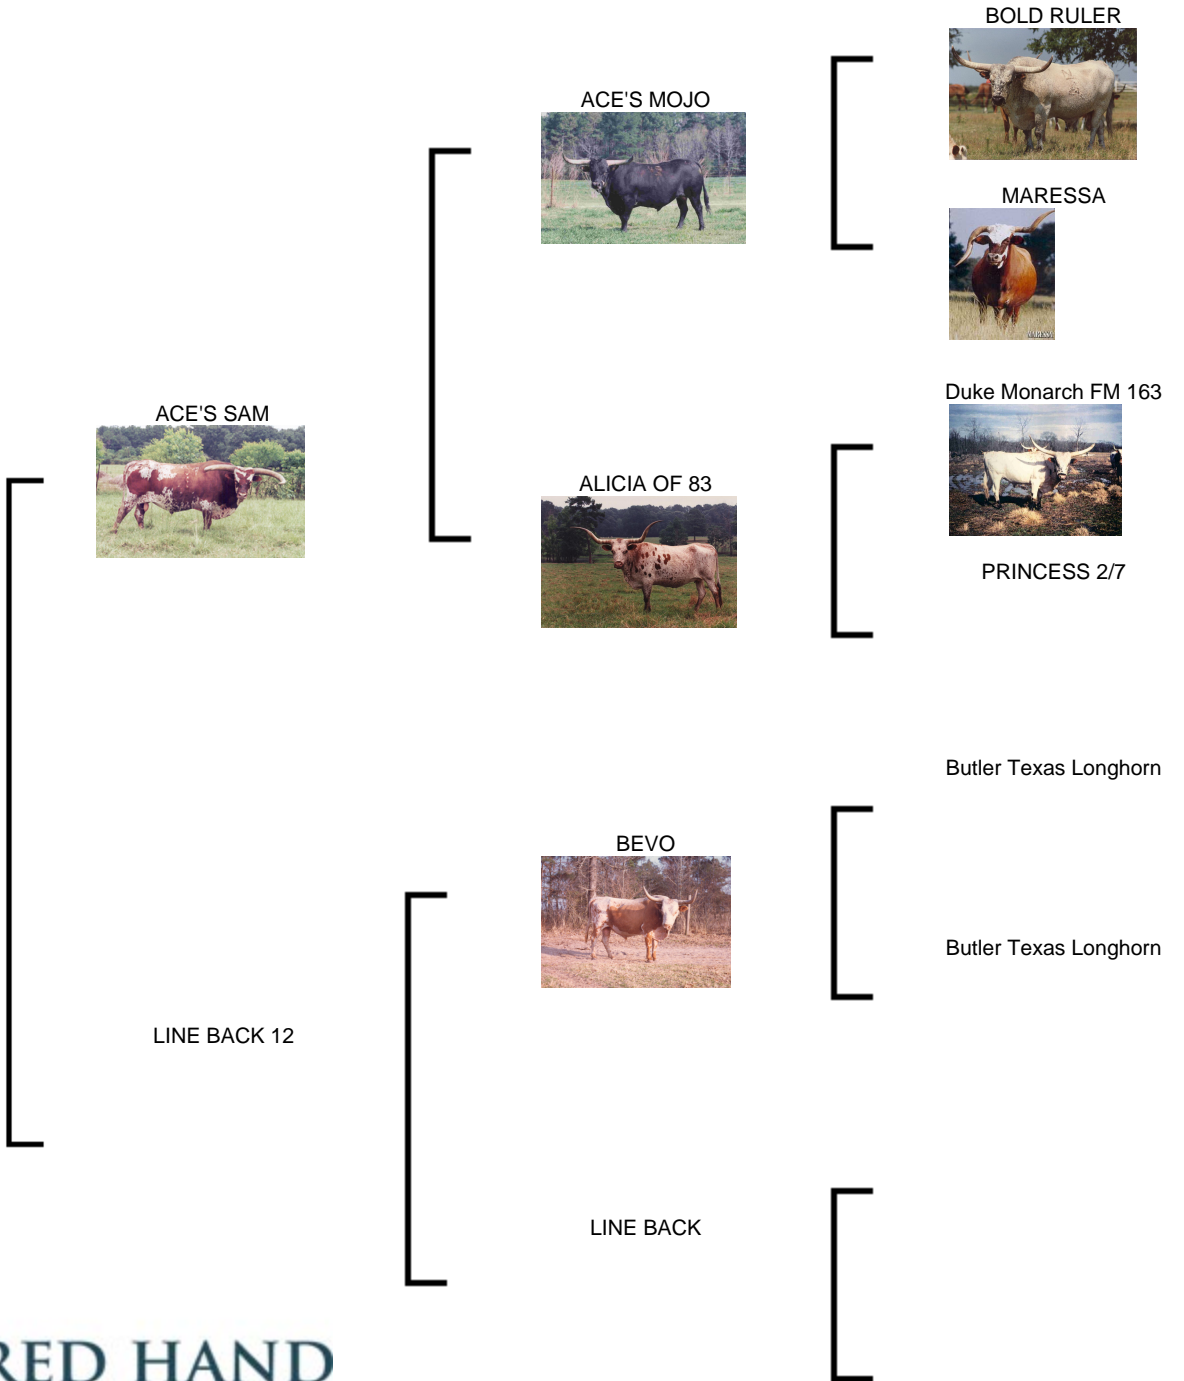 BOLD RULER
ACE'S MOJO
MARESSA
Duke Monarch FM 163
ACE'S SAM
ALICIA OF 83
PRINCESS 2/7
Butler Texas Longhorn
BEVO
Butler Texas Longhorn
LINE BACK 12
LINE BACK
RED HAND
MARESSA